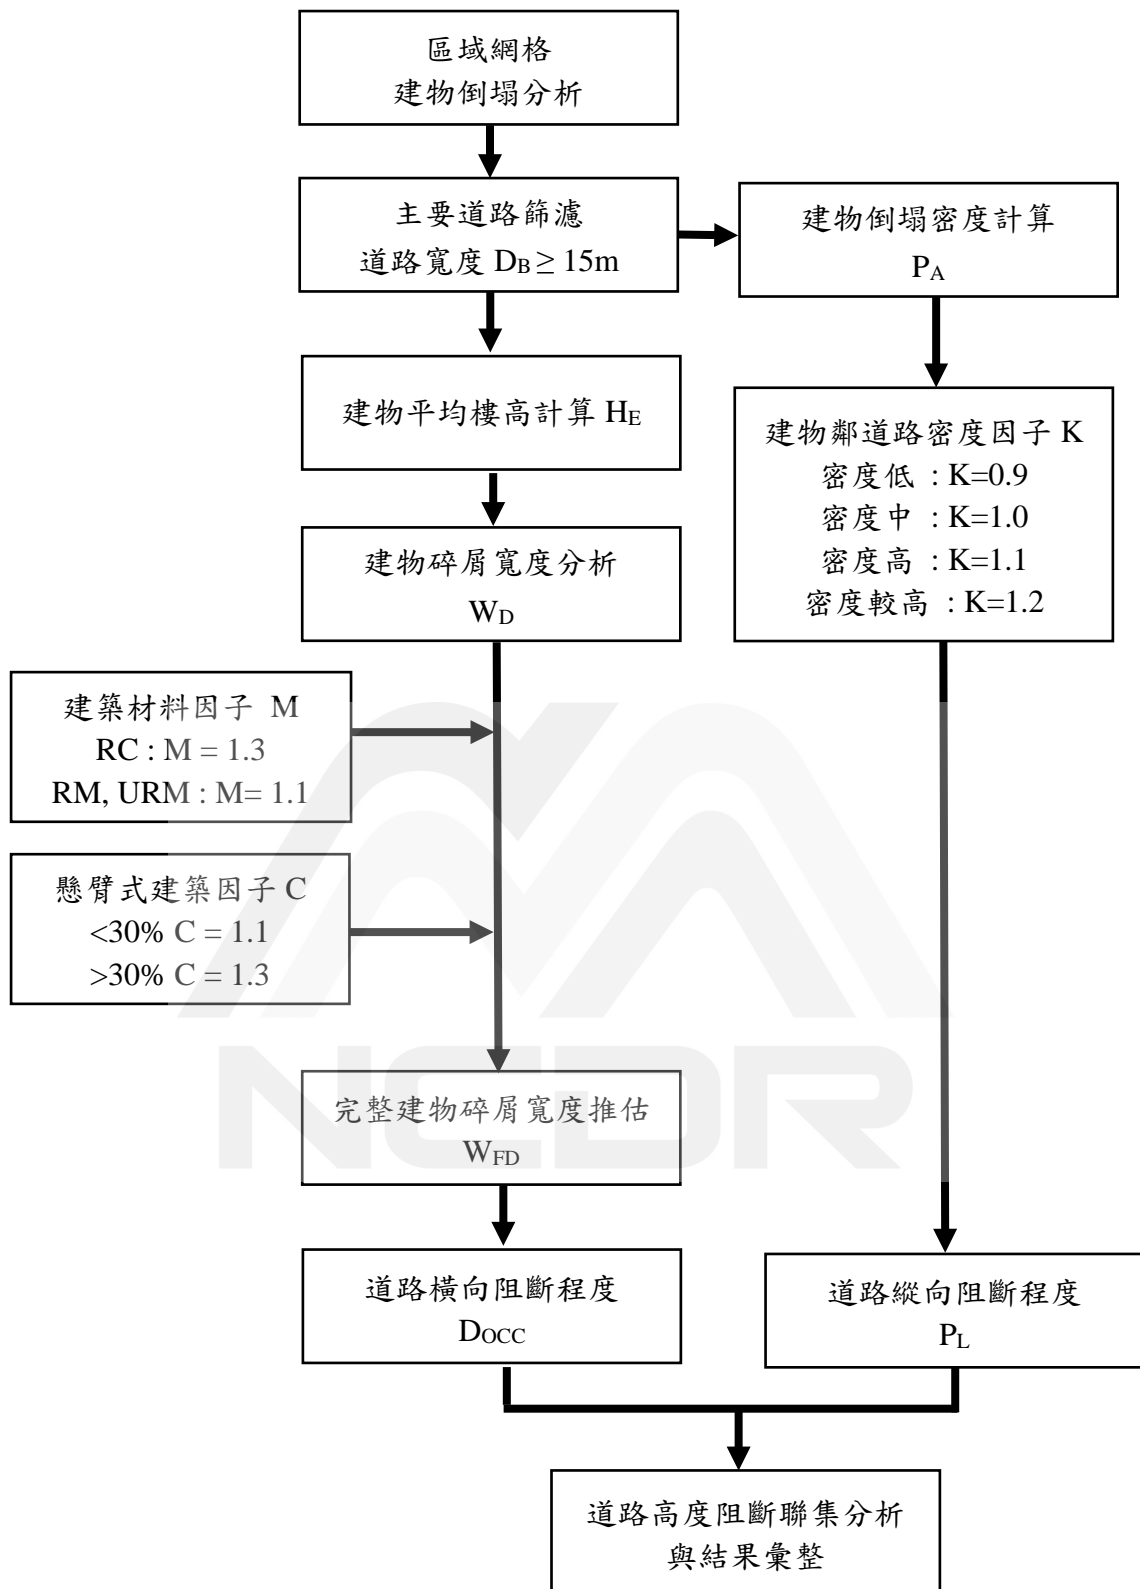 區域網格
建物倒塌分析
主要道路篩濾
道路寬度 DB ≥ 15m
建物倒塌密度計算
PA
建物平均樓高計算 HE
建物鄰道路密度因子 K
密度低 : K=0.9
密度中 : K=1.0
密度高 : K=1.1
密度較高 : K=1.2
建物碎屑寬度分析
WD
建築材料因子 M
RC : M = 1.3
RM, URM : M= 1.1
懸臂式建築因子 C
<30% C = 1.1
>30% C = 1.3
NCDR
完整建物碎屑寬度推估
WFD
道路橫向阻斷程度
DOCC
道路縱向阻斷程度
PL
道路高度阻斷聯集分析
與結果彙整